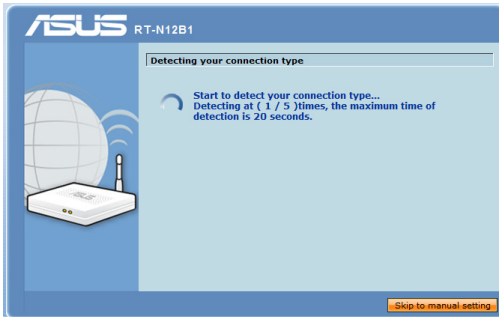 ASUS RT-N12B1
Detecting your connection type
Start to detect your connection type...
Detecting at ( 1 / 5 )times, the maximum time of
detection is 20 seconds.
ASUS
Skip to manual setting